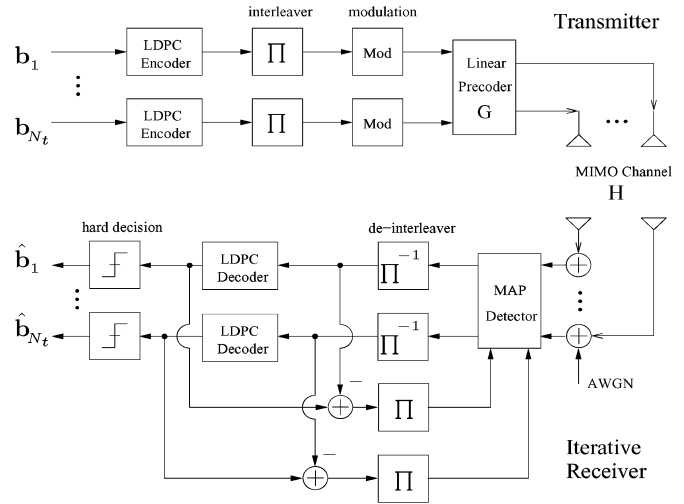 interleaver
modulation
Transmitter
b1
LDPC
Encoder
Π
Mod
Linear
Precoder
G
...
bNt
LDPC
Encoder
Π
Mod
...
MIMO Channel
H
hard decision
de-interleaver
b̂1
LDPC
Decoder
Π−1
MAP
Detector
+
...
...
b̂Nt
LDPC
Decoder
Π−1
+
AWGN
−
+
Π
−
+
Π
Iterative
Receiver